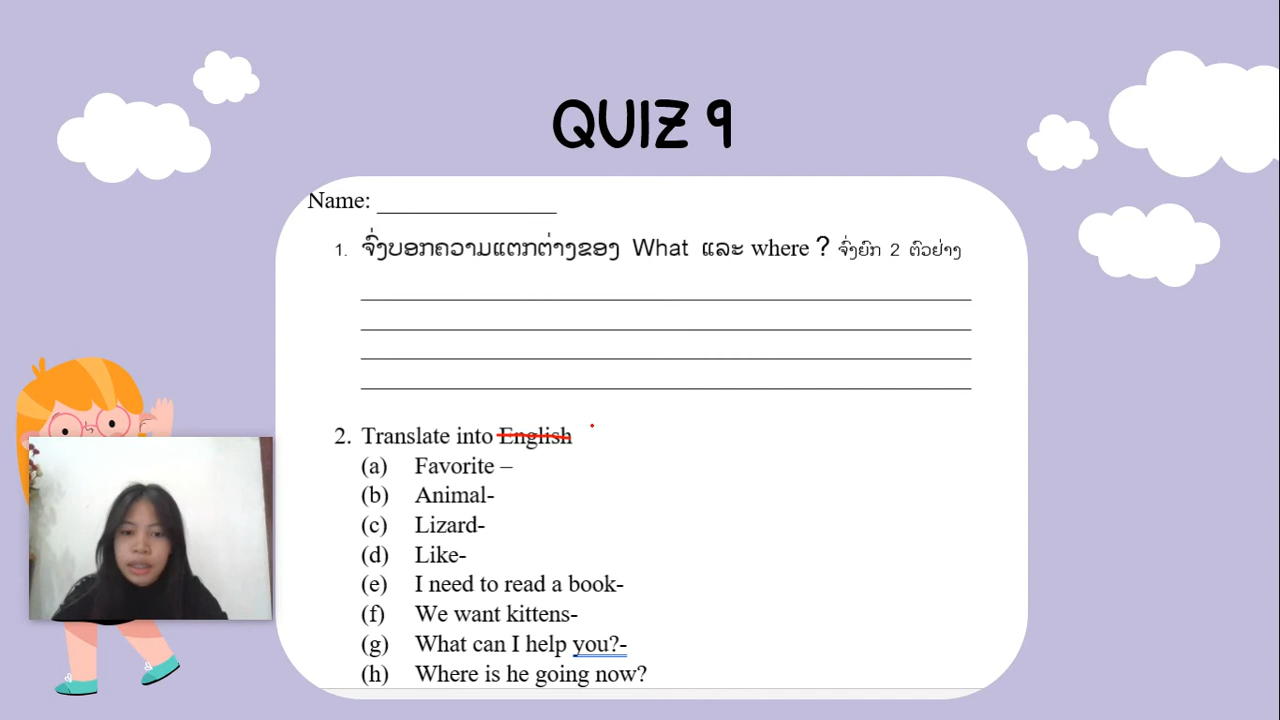 QUIZ 9
Name: _______________
1. ຈົ່ງບອກຄວາມແຕກຕ່າງຂອງ What ແລະ where ? ຈົ່ງຍົກ 2 ຕົວຢ່າງ
2. Translate into English
(a) Favorite –
(b) Animal-
(c) Lizard-
(d) Like-
(e) I need to read a book-
(f) We want kittens-
(g) What can I help you?-
(h) Where is he going now?